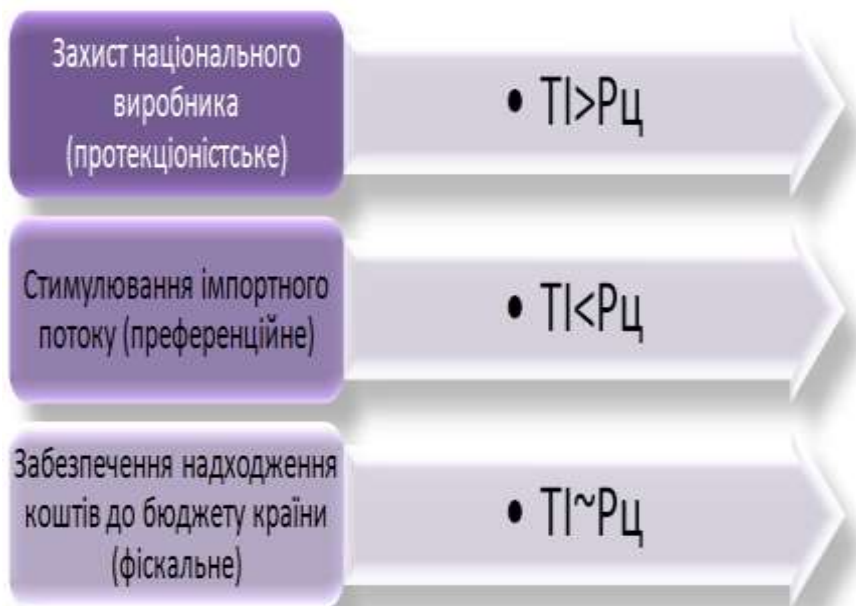 Захист національного
виробника
(протекціоністське)
• ТІ>Рц
Стимулювання імпортного
потоку (преференційне)
• ТІ<Рц
Забезпечення надходження
коштів до бюджету країни
(фіскальне)
• ТІ~Рц